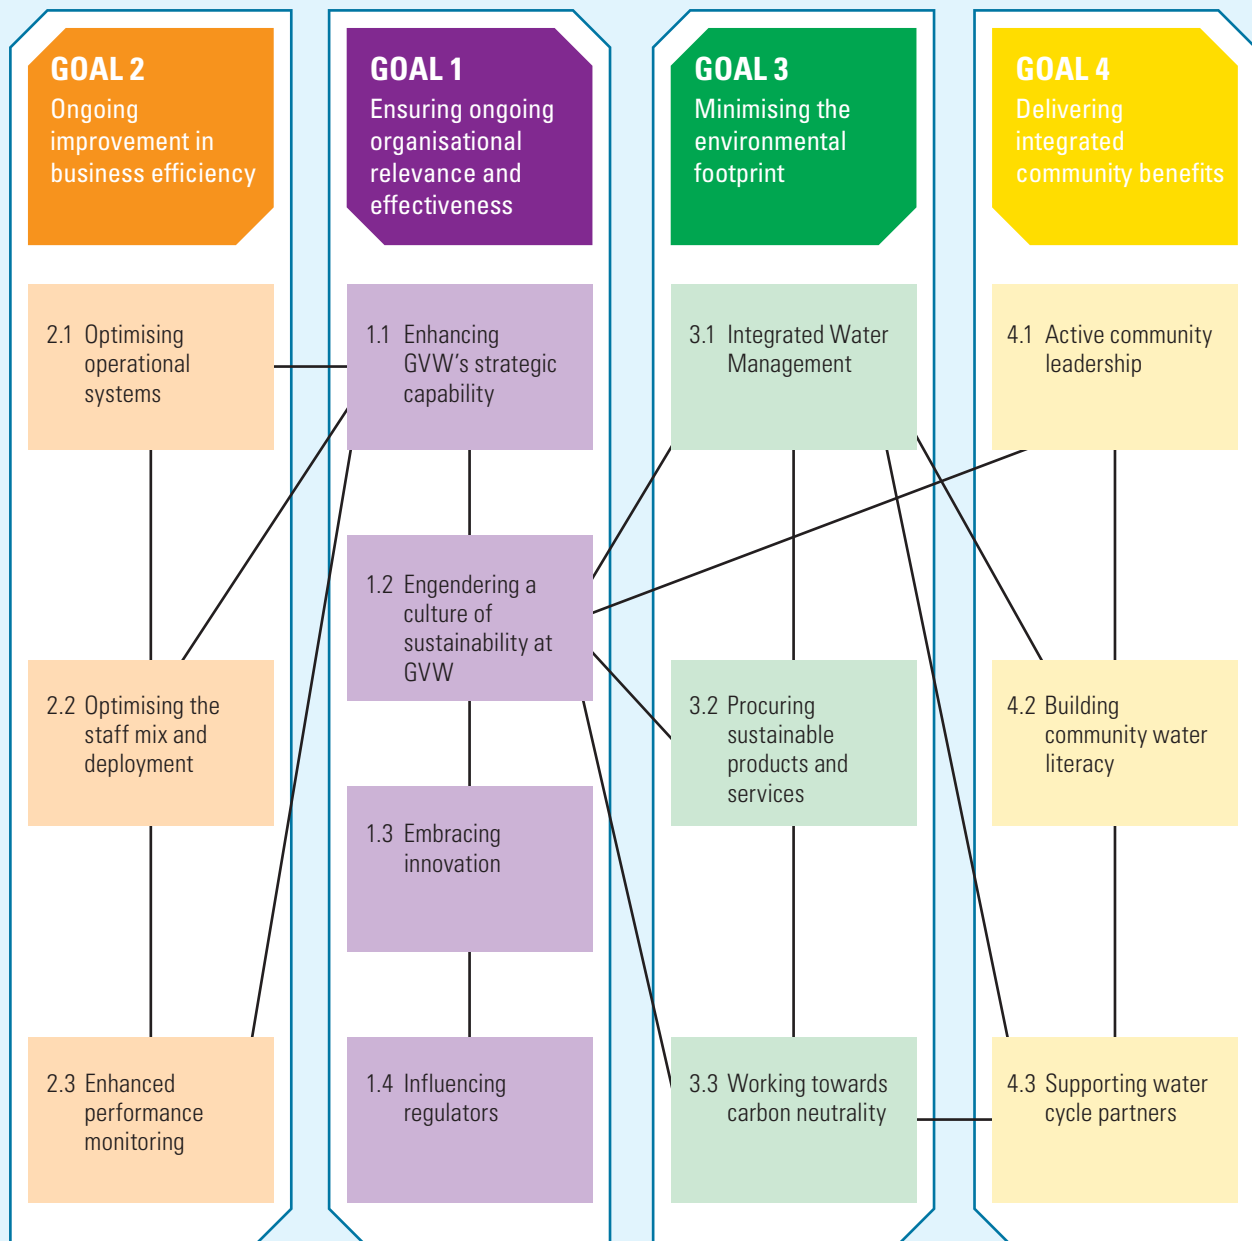 GOAL 2
Ongoing
improvement in
business efficiency
2.1 Optimising
operational
systems
2.2 Optimising the
staff mix and
deployment
2.3 Enhanced
performance
monitoring
GOAL 1
Ensuring ongoing
organisational
relevance and
effectiveness
1.1 Enhancing
GVW's strategic
capability
1.2 Engendering a
culture of
sustainability at
GVW
1.3 Embracing
innovation
1.4 Influencing
regulators
GOAL 3
Minimising the
environmental
footprint
3.1 Integrated Water
Management
3.2 Procuring
sustainable
products and
services
3.3 Working towards
carbon neutrality
GOAL 4
Delivering
integrated
community benefits
4.1 Active community
leadership
4.2 Building
community water
literacy
4.3 Supporting water
cycle partners